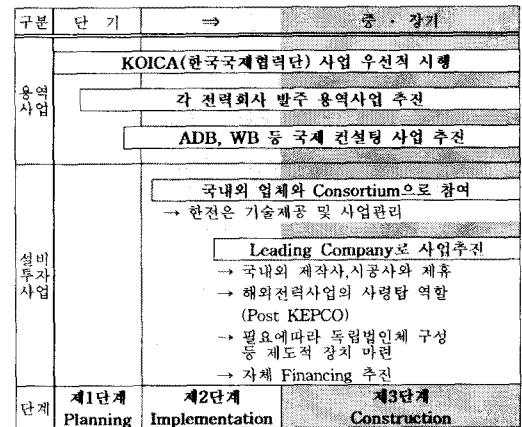 구분 단 기 ⇒ 중 · 장기
KOICA(한국국제협력단) 사업 우선적 시행
용역
사업
각 전력회사 발주 용역사업 추진
ADB, WB 등 국제 컨설팅 사업 추진
국내외 업체와 Consortium으로 참여
→ 한전은 기술제공 및 사업관리
설비
투자
사업
Leading Company로 사업추진
→ 국내외 제작사,시공사와 제휴
→ 해외전력사업의 사령탑 역할
(Post KEPCO)
→ 필요에따라 독립법인체 구성
등 제도적 장치 마련
→ 자체 Financing 추진
단계
제1단계 제2단계 제3단계
Planning Implementation Construction